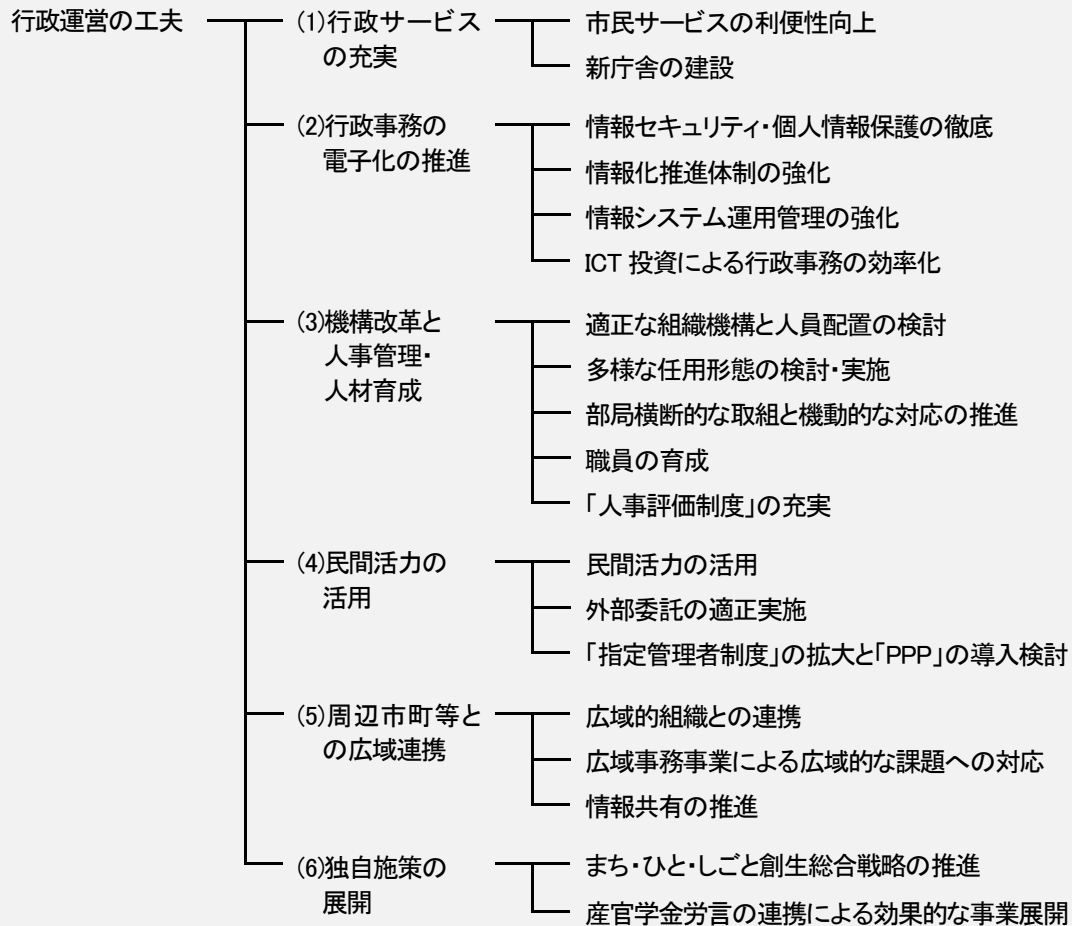 行政運営の工夫
(1)行政サービス
の充実
市民サービスの利便性向上
新庁舎の建設
(2)行政事務の
電子化の推進
情報セキュリティ・個人情報保護の徹底
情報化推進体制の強化
情報システム運用管理の強化
ICT 投資による行政事務の効率化
(3)機構改革と
人事管理・
人材育成
適正な組織機構と人員配置の検討
多様な任用形態の検討・実施
部局横断的な取組と機動的な対応の推進
職員の育成
「人事評価制度」の充実
(4)民間活力の
活用
民間活力の活用
外部委託の適正実施
「指定管理者制度」の拡大と「PPP」の導入検討
(5)周辺市町等と
の広域連携
広域的組織との連携
広域事務事業による広域的な課題への対応
情報共有の推進
(6)独自施策の
展開
まち・ひと・しごと創生総合戦略の推進
産官学金労言の連携による効果的な事業展開